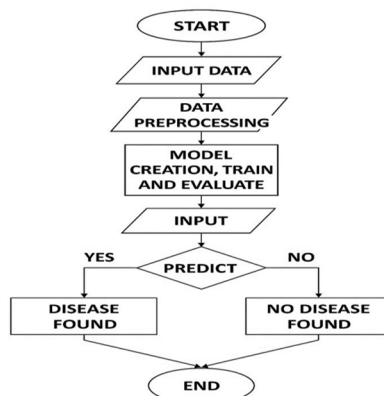 START
INPUT DATA
DATA
PREPROCESSING
MODEL
CREATION, TRAIN
AND EVALUATE
INPUT
YES
PREDICT
NO
DISEASE
FOUND
NO DISEASE
FOUND
END